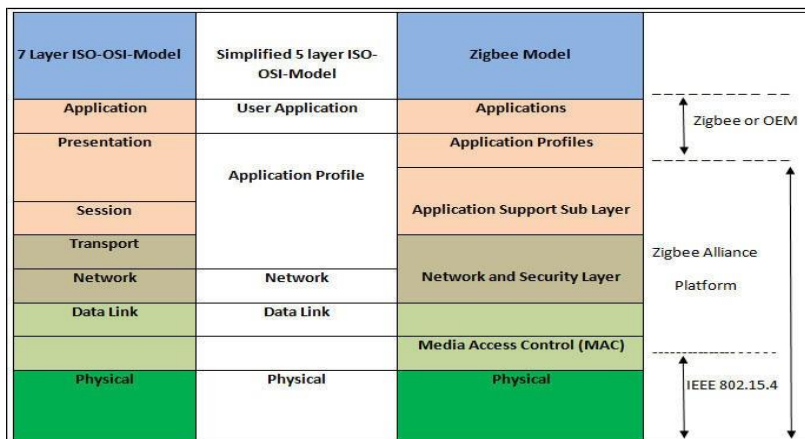 7 Layer ISO-OSI-Model
Simplified 5 layer ISO-
OSI-Model
Zigbee Model
Application
User Application
Applications
Zigbee or OEM
Presentation
Application Profile
Application Profiles
Session
Application Support Sub Layer
Transport
Zigbee Alliance
Platform
Network
Network
Network and Security Layer
Data Link
Data Link
Media Access Control (MAC)
Physical
Physical
Physical
IEEE 802.15.4